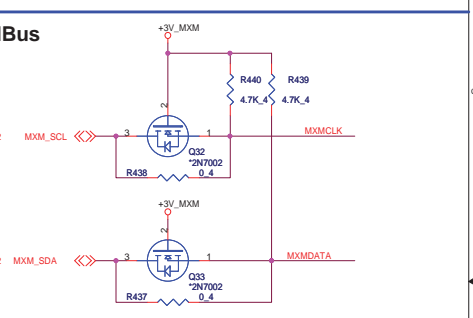 IBus
+3V_MXM
R440
R439
4.7K_4
4.7K_4
2
MXM_SCL
3
1
MXMCLK
Q32
*2N7002
R438
0_4
+3V_MXM
2
MXM_SDA
3
1
MXMDATA
Q33
*2N7002
R437
0_4